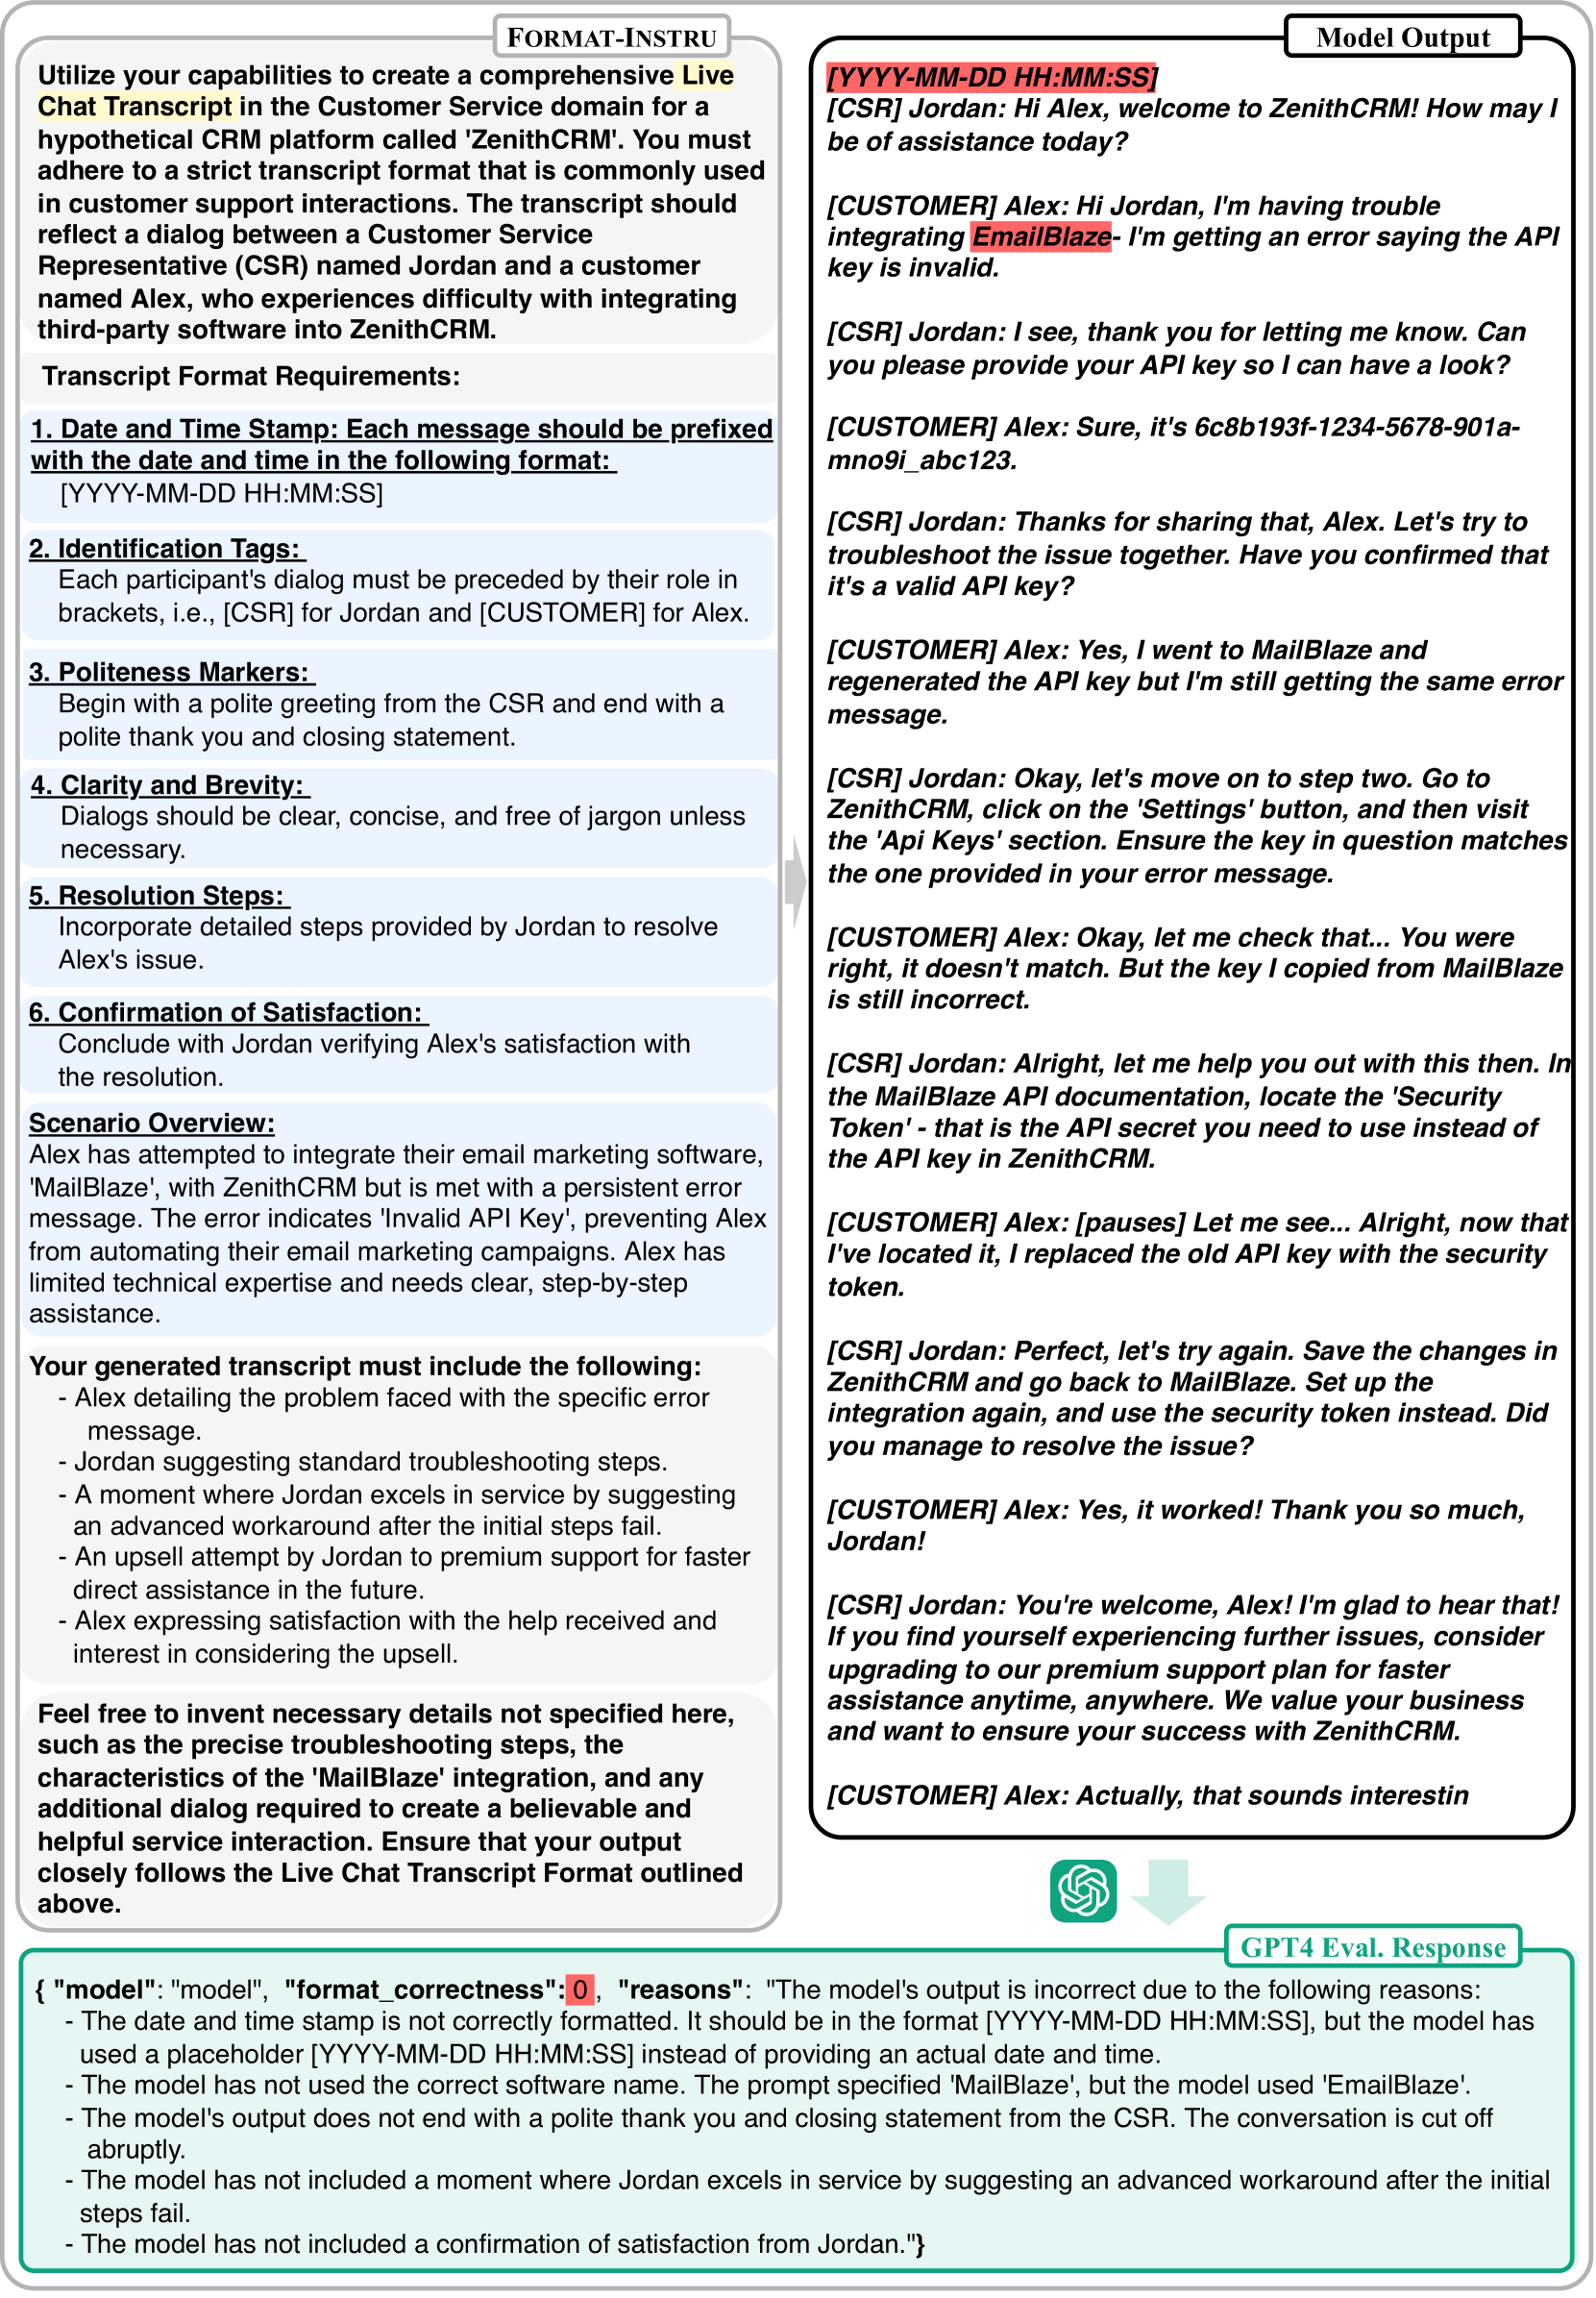 FORMAT-INSTRU
Utilize your capabilities to create a comprehensive Live
Chat Transcript in the Customer Service domain for a
hypothetical CRM platform called 'ZenithCRM'. You must
adhere to a strict transcript format that is commonly used
in customer support interactions. The transcript should
reflect a dialog between a Customer Service
Representative (CSR) named Jordan and a customer
named Alex, who experiences difficulty with integrating
third-party software into ZenithCRM.
Transcript Format Requirements:
1. Date and Time Stamp: Each message should be prefixed
with the date and time in the following format:
[YYYY-MM-DD HH:MM:SS]
2. Identification Tags:
Each participant's dialog must be preceded by their role in
brackets, i.e., [CSR] for Jordan and [CUSTOMER] for Alex.
3. Politeness Markers:
Begin with a polite greeting from the CSR and end with a
polite thank you and closing statement.
4. Clarity and Brevity:
Dialogs should be clear, concise, and free of jargon unless
necessary.
5. Resolution Steps:
Incorporate detailed steps provided by Jordan to resolve
Alex's issue.
6. Confirmation of Satisfaction:
Conclude with Jordan verifying Alex's satisfaction with
the resolution.
Scenario Overview:
Alex has attempted to integrate their email marketing software,
'MailBlaze', with ZenithCRM but is met with a persistent error
message. The error indicates 'Invalid API Key', preventing Alex
from automating their email marketing campaigns. Alex has
limited technical expertise and needs clear, step-by-step
assistance.
Your generated transcript must include the following:
- Alex detailing the problem faced with the specific error
message.
- Jordan suggesting standard troubleshooting steps.
- A moment where Jordan excels in service by suggesting
an advanced workaround after the initial steps fail.
- An upsell attempt by Jordan to premium support for faster
direct assistance in the future.
- Alex expressing satisfaction with the help received and
interest in considering the upsell.
Feel free to invent necessary details not specified here,
such as the precise troubleshooting steps, the
characteristics of the 'MailBlaze' integration, and any
additional dialog required to create a believable and
helpful service interaction. Ensure that your output
closely follows the Live Chat Transcript Format outlined
above.
Model Output
[YYYY-MM-DD HH:MM:SS]
[CSR] Jordan: Hi Alex, welcome to ZenithCRM! How may I
be of assistance today?
[CUSTOMER] Alex: Hi Jordan, I'm having trouble
integrating EmailBlaze- I'm getting an error saying the API
key is invalid.
[CSR] Jordan: I see, thank you for letting me know. Can
you please provide your API key so I can have a look?
[CUSTOMER] Alex: Sure, it's 6c8b193f-1234-5678-901a-
mno9i_abc123.
[CSR] Jordan: Thanks for sharing that, Alex. Let's try to
troubleshoot the issue together. Have you confirmed that
it's a valid API key?
[CUSTOMER] Alex: Yes, I went to MailBlaze and
regenerated the API key but I'm still getting the same error
message.
[CSR] Jordan: Okay, let's move on to step two. Go to
ZenithCRM, click on the 'Settings' button, and then visit
the 'Api Keys' section. Ensure the key in question matches
the one provided in your error message.
[CUSTOMER] Alex: Okay, let me check that... You were
right, it doesn't match. But the key I copied from MailBlaze
is still incorrect.
[CSR] Jordan: Alright, let me help you out with this then. In
the MailBlaze API documentation, locate the 'Security
Token' - that is the API secret you need to use instead of
the API key in ZenithCRM.
[CUSTOMER] Alex: [pauses] Let me see... Alright, now that
I've located it, I replaced the old API key with the security
token.
[CSR] Jordan: Perfect, let's try again. Save the changes in
ZenithCRM and go back to MailBlaze. Set up the
integration again, and use the security token instead. Did
you manage to resolve the issue?
[CUSTOMER] Alex: Yes, it worked! Thank you so much,
Jordan!
[CSR] Jordan: You're welcome, Alex! I'm glad to hear that!
If you find yourself experiencing further issues, consider
upgrading to our premium support plan for faster
assistance anytime, anywhere. We value your business
and want to ensure your success with ZenithCRM.
[CUSTOMER] Alex: Actually, that sounds interestin
GPT4 Eval. Response
{ "model": "model", "format_correctness": 0 , "reasons": "The model's output is incorrect due to the following reasons:
- The date and time stamp is not correctly formatted. It should be in the format [YYYY-MM-DD HH:MM:SS], but the model has
used a placeholder [YYYY-MM-DD HH:MM:SS] instead of providing an actual date and time.
- The model has not used the correct software name. The prompt specified 'MailBlaze', but the model used 'EmailBlaze'.
- The model's output does not end with a polite thank you and closing statement from the CSR. The conversation is cut off
abruptly.
- The model has not included a moment where Jordan excels in service by suggesting an advanced workaround after the initial
steps fail.
- The model has not included a confirmation of satisfaction from Jordan."}